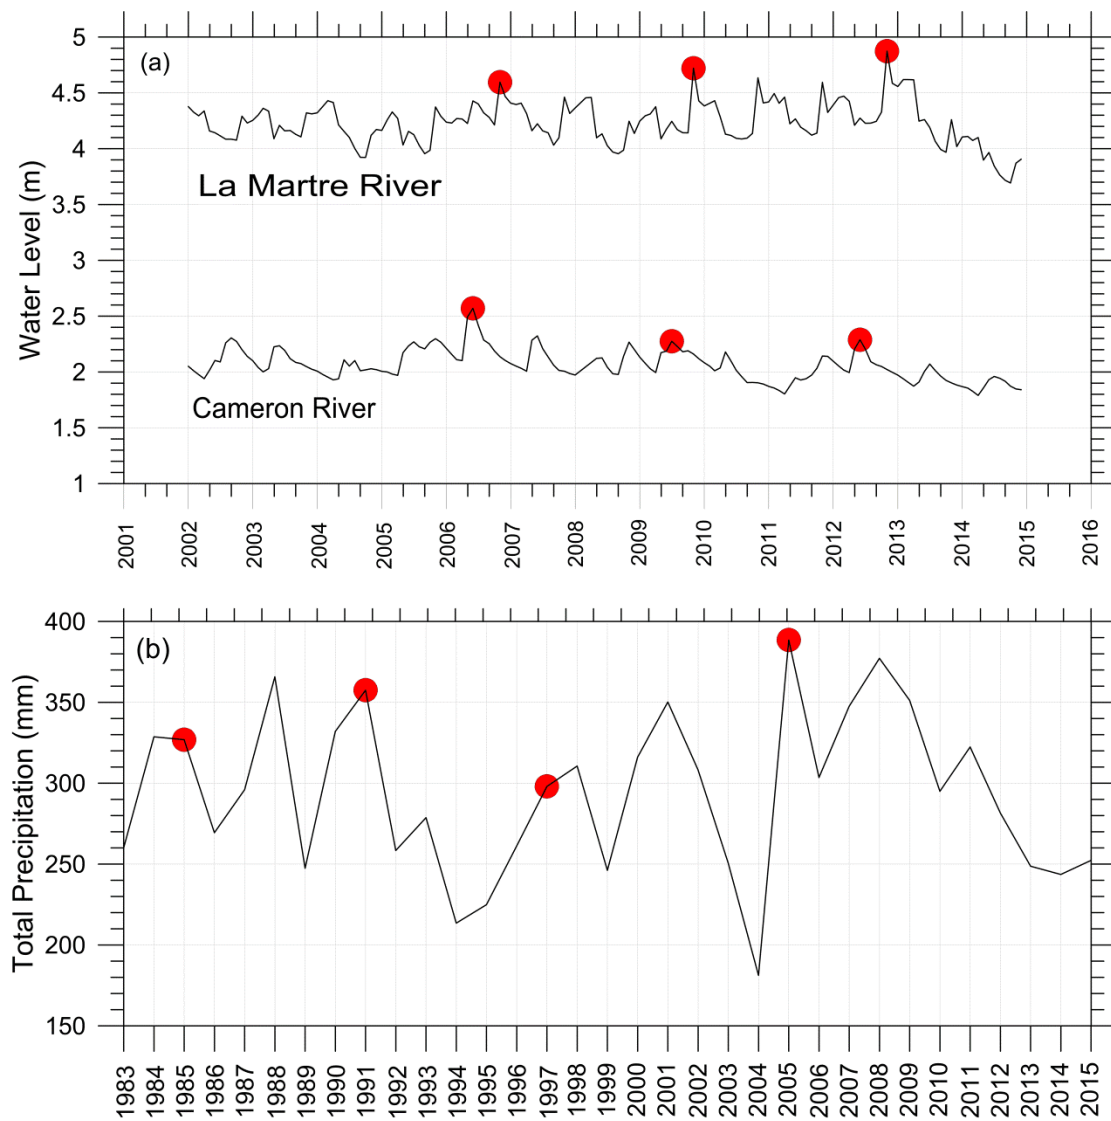 (a)
5
4.5
4
3.5
3
2.5
2
1.5
1
Water Level (m)
La Martre River
Cameron River
2001 2002 2003 2004 2005 2006 2007 2008 2009 2010 2011 2012 2013 2014 2015 2016
(b)
400
350
300
250
200
150
Total Precipitation (mm)
1983 1984 1985 1986 1987 1988 1989 1990 1991 1992 1993 1994 1995 1996 1997 1998 1999 2000 2001 2002 2003 2004 2005 2006 2007 2008 2009 2010 2011 2012 2013 2014 2015